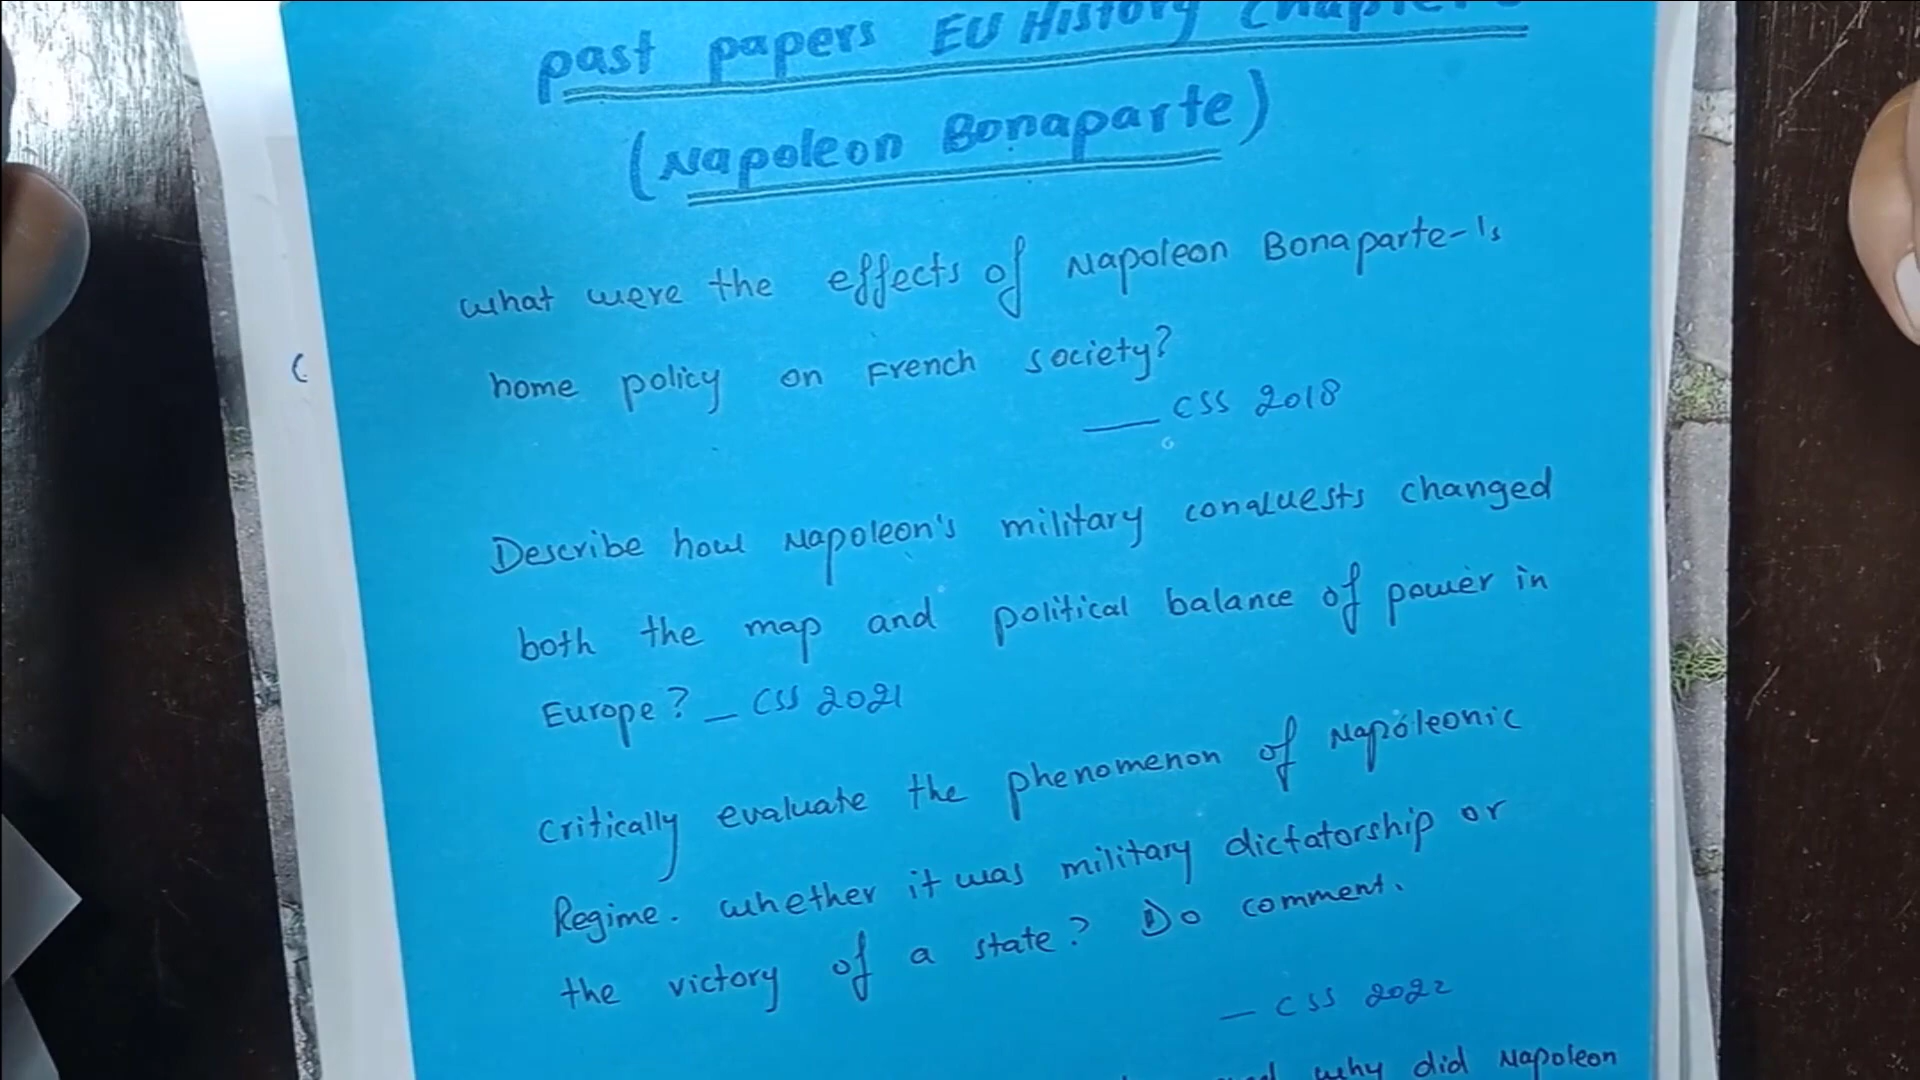 past papers EU History Chapter
(Napoleon Bonaparte)
what were the effects of Napoleon Bonaparte-1s
home policy on French society?
__ CSS 2018
Describe how Napoleon's military conquests changed
both the map and political balance of power in
Europe? _ CSS 2021
critically evaluate the phenomenon of Napoleonic
Regime. whether it was military dictatorship or
the victory of a state? Do comment.
_ CSS 2022
why did Napoleon